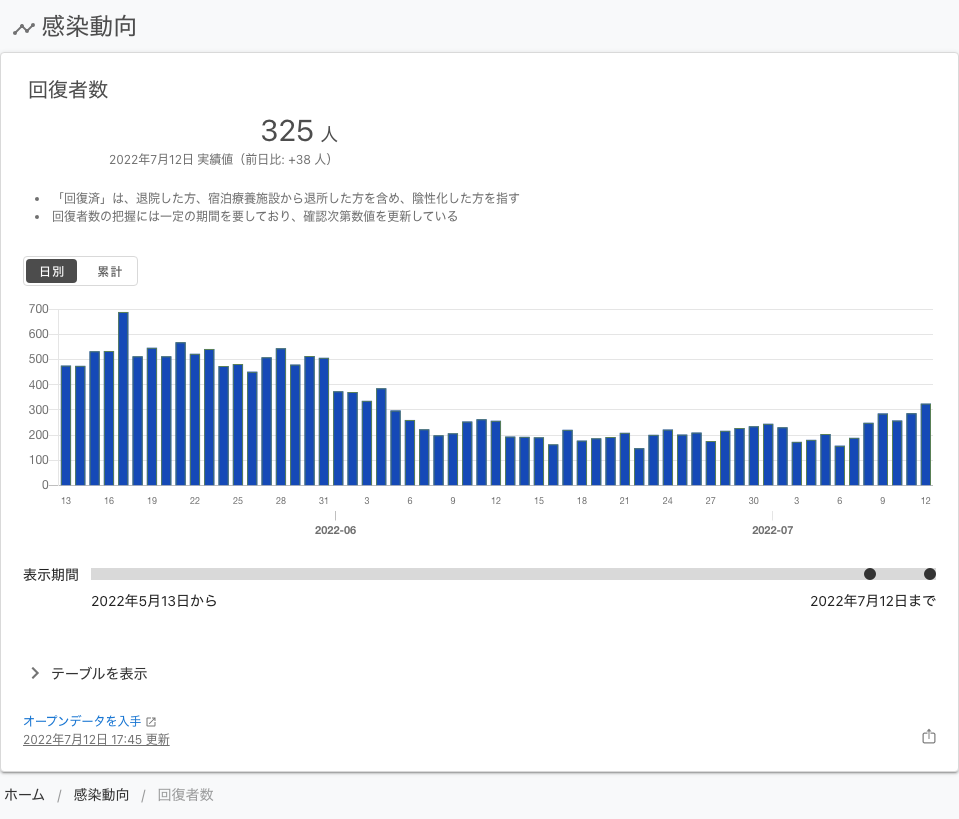 感染動向
回復者数
325 人
2022年7月12日 実績値（前日比: +38 人）
• 「回復済」は、退院した方、宿泊療養施設から退所した方を含め、陰性化した方を指す
• 回復者数の把握には一定の期間を要しており、確認次第数値を更新している
日別 累計
700
600
500
400
300
200
100
0
13 16 19 22 25 28 31 3 6 9 12 15 18 21 24 27 30 3 6 9 12
2022-06 2022-07
表示期間
2022年5月13日から 2022年7月12日まで
テーブルを表示
オープンデータを入手
2022年7月12日 17:45 更新
ホーム / 感染動向 / 回復者数